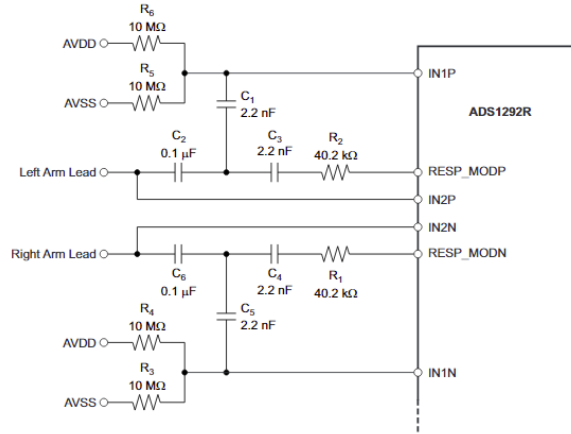 R6
10 MΩ
AVDD
R5
10 MΩ
AVSS
IN1P
ADS1292R
C1
2.2 nF
C2
0.1 µF
C3
2.2 nF
R2
40.2 kΩ
Left Arm Lead
RESP_MODP
IN2P
IN2N
Right Arm Lead
RESP_MODN
C6
0.1 µF
C4
2.2 nF
R1
40.2 kΩ
R4
10 MΩ
C5
2.2 nF
AVDD
R3
10 MΩ
IN1N
AVSS